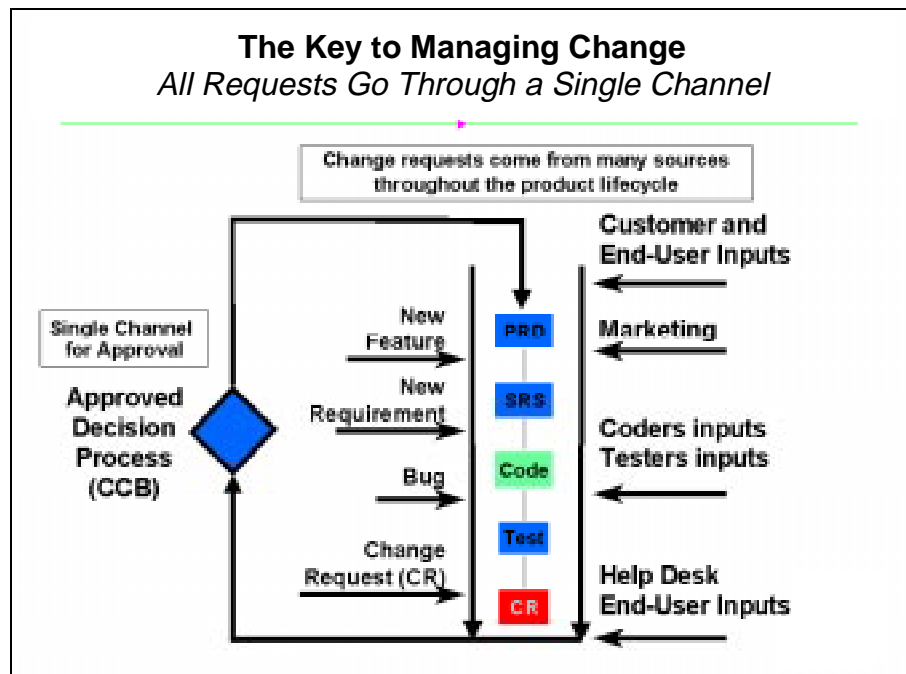 The Key to Managing Change
All Requests Go Through a Single Channel
Change requests come from many sources
throughout the product lifecycle
Customer and
End-User Inputs
Single Channel
for Approval
New
Feature
PRD
Marketing
Approved
Decision
Process
(CCB)
New
Requirement
SRS
Coders inputs
Testers inputs
Bug
Code
Change
Request (CR)
Test
CR
Help Desk
End-User Inputs